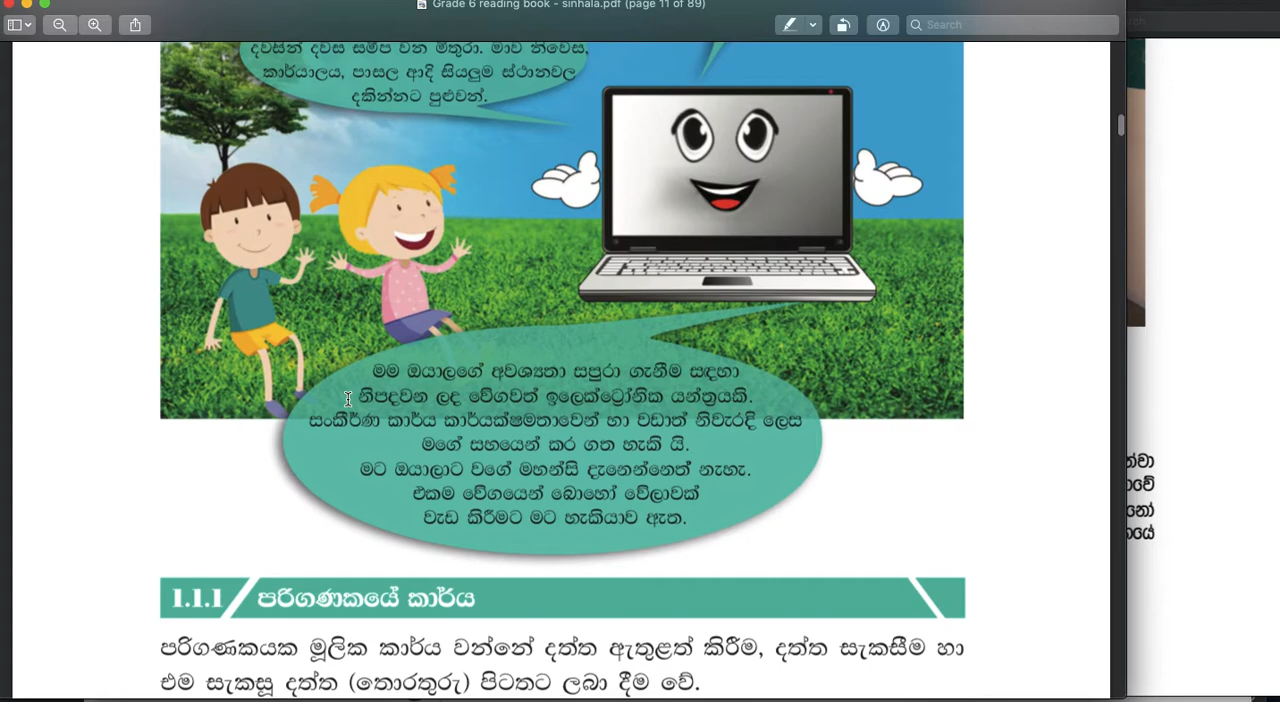 Grade 6 reading book - sinhala.pdf (page 11 of 89)
Search
දවසින් දවස සමීප වන මිතුරා. මාව නිවෙස,
කාර්යාලය, පාසල ආදී සියලුම ස්ථානවල
දකින්නට පුළුවන්.
මම ඔයාලගේ අවශ්‍යතා සපුරා ගැනීම සඳහා
නිපදවන ලද වේගවත් ඉලෙක්ට්‍රෝනික යන්ත්‍රයකි.
සංකීර්ණ කාර්ය කාර්යක්ෂමතාවෙන් හා වඩාත් නිවැරදි ලෙස
මගේ සහයෙන් කර ගත හැකි යි.
මට ඔයාලාට වගේ මහන්සි දැනෙන්නෙත් නැහැ.
එකම වේගයෙන් බොහෝ වේලාවක්
වැඩ කිරීමට මට හැකියාව ඇත.
1.1.1 පරිගණකයේ කාර්ය
පරිගණකයක මූලික කාර්ය වන්නේ දත්ත ඇතුළත් කිරීම, දත්ත සැකසීම හා
එම සැකසූ දත්ත (තොරතුරු) පිටතට ලබා දීම වේ.